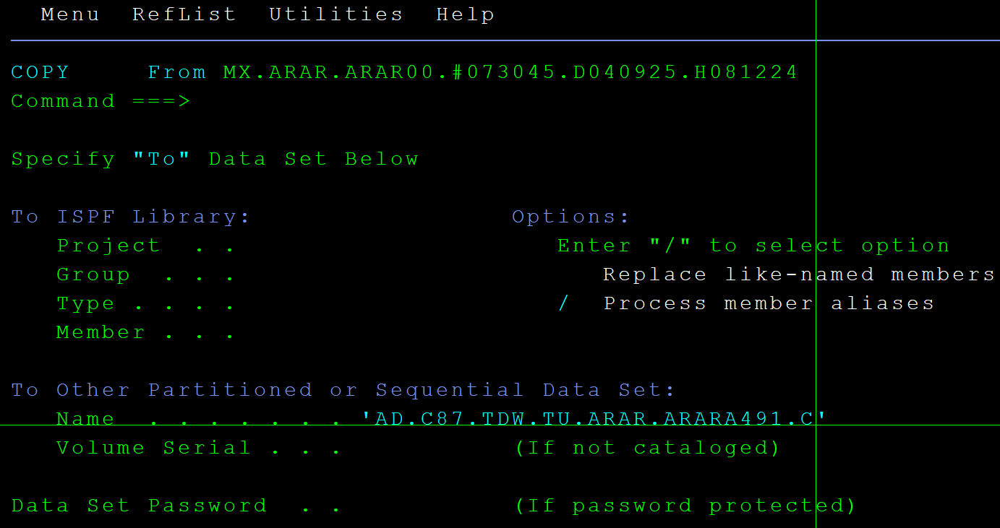 Menu RefList Utilities Help
COPY From MX.ARAR.ARAR00.#073045.D040925.H081224
Command ===>
Specify "To" Data Set Below
To ISPF Library: Options:
Project . . Enter "/" to select option
Group . . . Replace like-named members
Type . . . . / Process member aliases
Member . . .
To Other Partitioned or Sequential Data Set:
Name . . . . . . . 'AD.C87.TDW.TU.ARAR.ARARA491.C'
Volume Serial . . . (If not cataloged)
Data Set Password . . (If password protected)